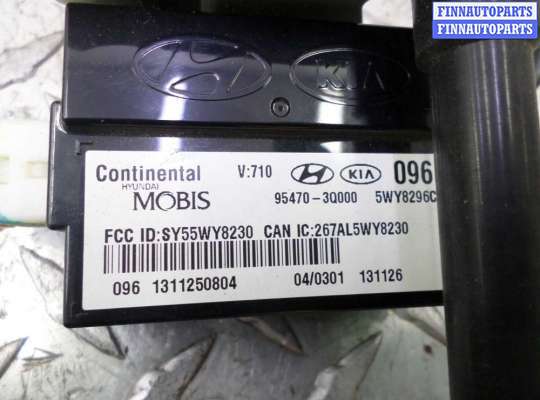 FINNAUTOPARTS
FINNAUTOPARTS
KIA
Continental V:710 HYUNDAI KIA 096
HYUNDAI
MOBIS 95470-3Q000 5WY8296C
FCC ID:SY55WY8230 CAN IC:267AL5WY8230
096 1311250804 04/0301 131126